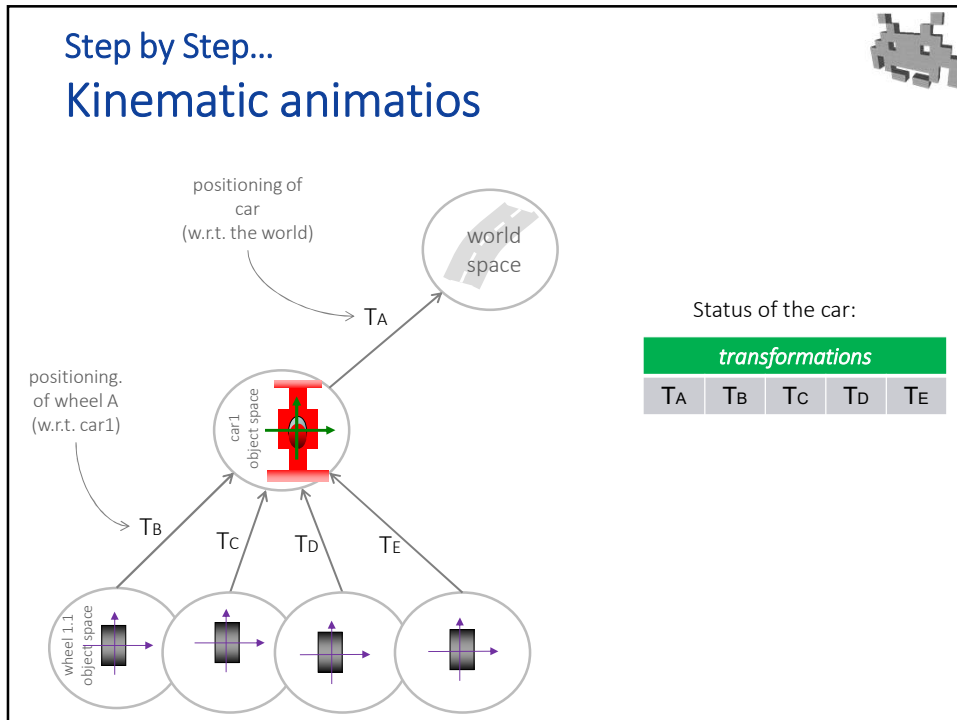 Step by Step…
Kinematic animatios
positioning of
car
(w.r.t. the world)
world
space
TA
Status of the car:
transformations
TA TB TC TD TE
positioning.
of wheel A
(w.r.t. car1)
car1
object space
TB
TC
TD
TE
wheel 1.1
object space